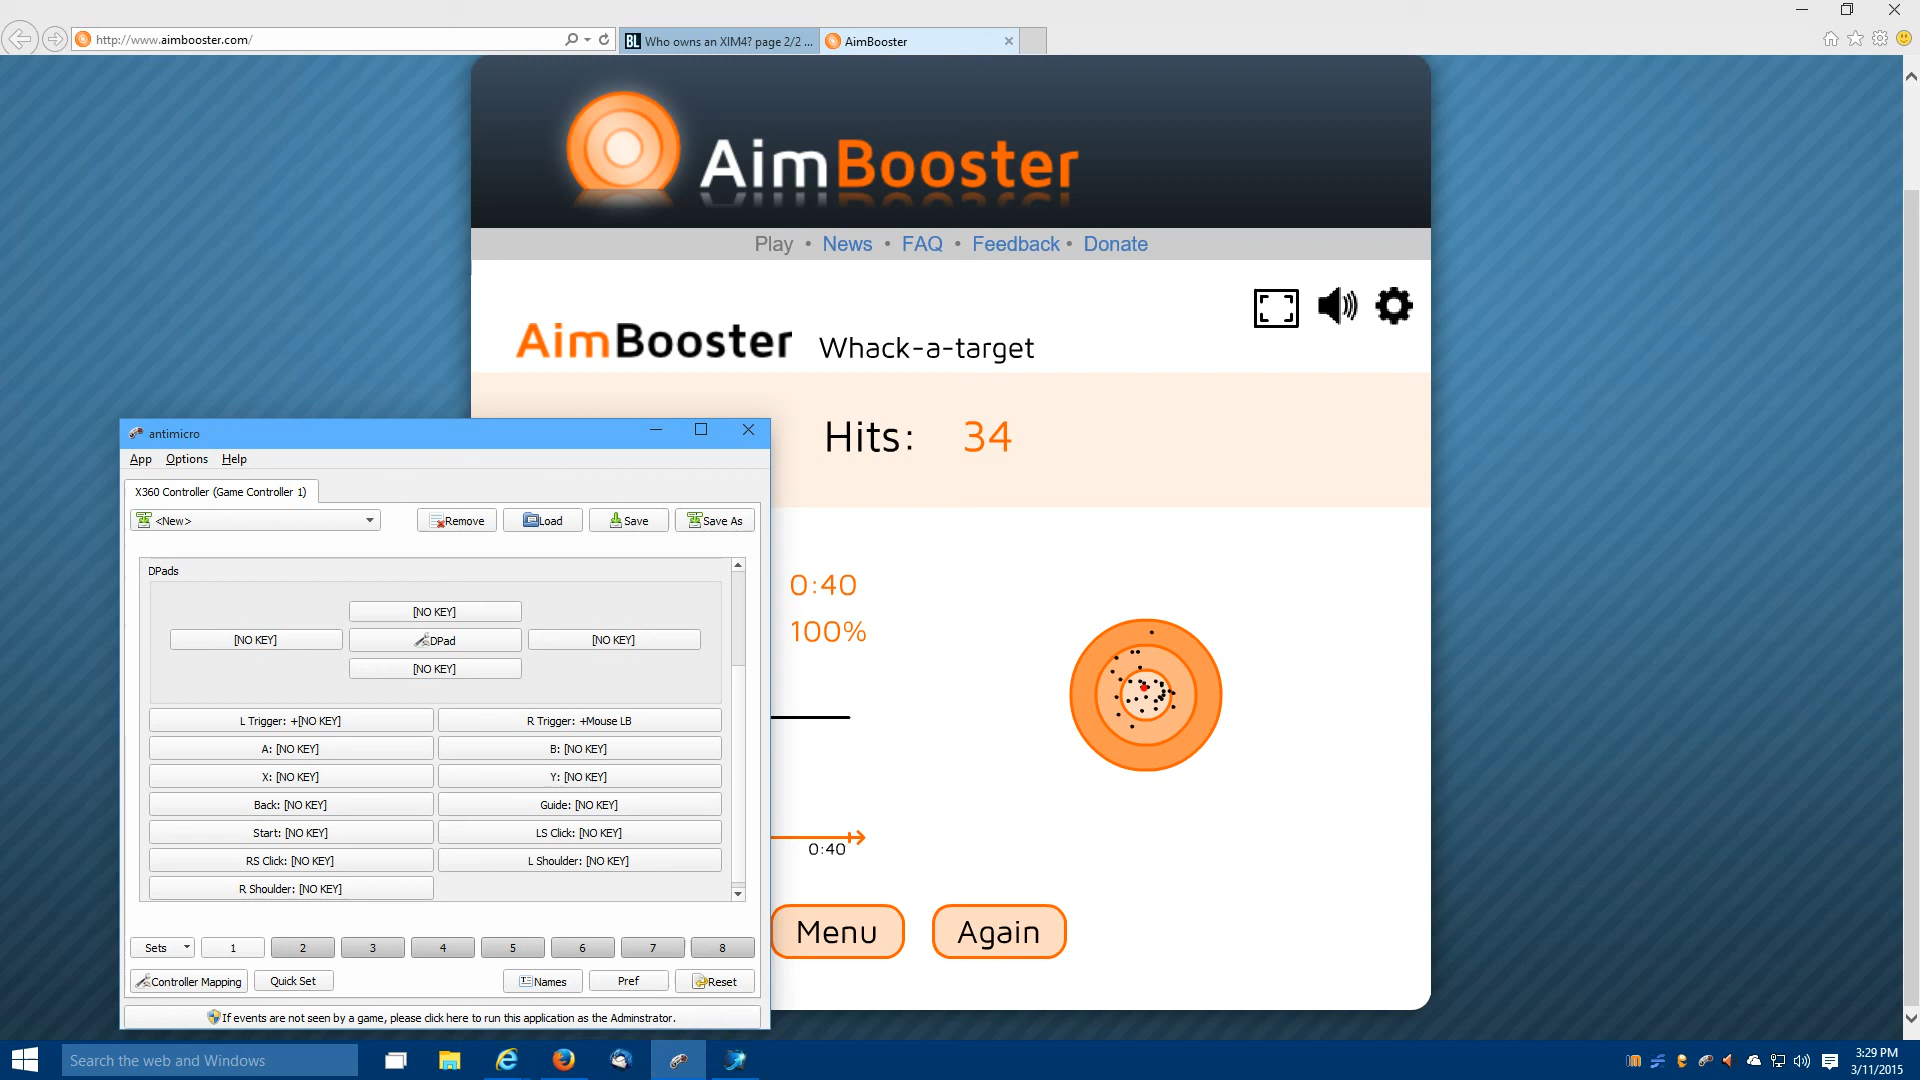 http://www.aimbooster.com/
Who owns an XIM4? page 2/2 ...
AimBooster
AimBooster
Play • News • FAQ • Feedback • Donate
AimBooster Whack-a-target
Hits: 34
antimicro
App Options Help
X360 Controller (Game Controller 1)
<New> Remove Load Save Save As
DPads
[NO KEY]
[NO KEY] DPad [NO KEY]
[NO KEY]
L Trigger: +[NO KEY] R Trigger: +Mouse LB
A: [NO KEY] B: [NO KEY]
X: [NO KEY] Y: [NO KEY]
Back: [NO KEY] Guide: [NO KEY]
Start: [NO KEY] LS Click: [NO KEY]
RS Click: [NO KEY] L Shoulder: [NO KEY]
R Shoulder: [NO KEY]
Sets 1 2 3 4 5 6 7 8
Controller Mapping Quick Set Names Pref Reset
If events are not seen by a game, please click here to run this application as the Adminstrator.
0:40
100%
0:40
Menu Again
Search the web and Windows
3:29 PM
3/11/2015